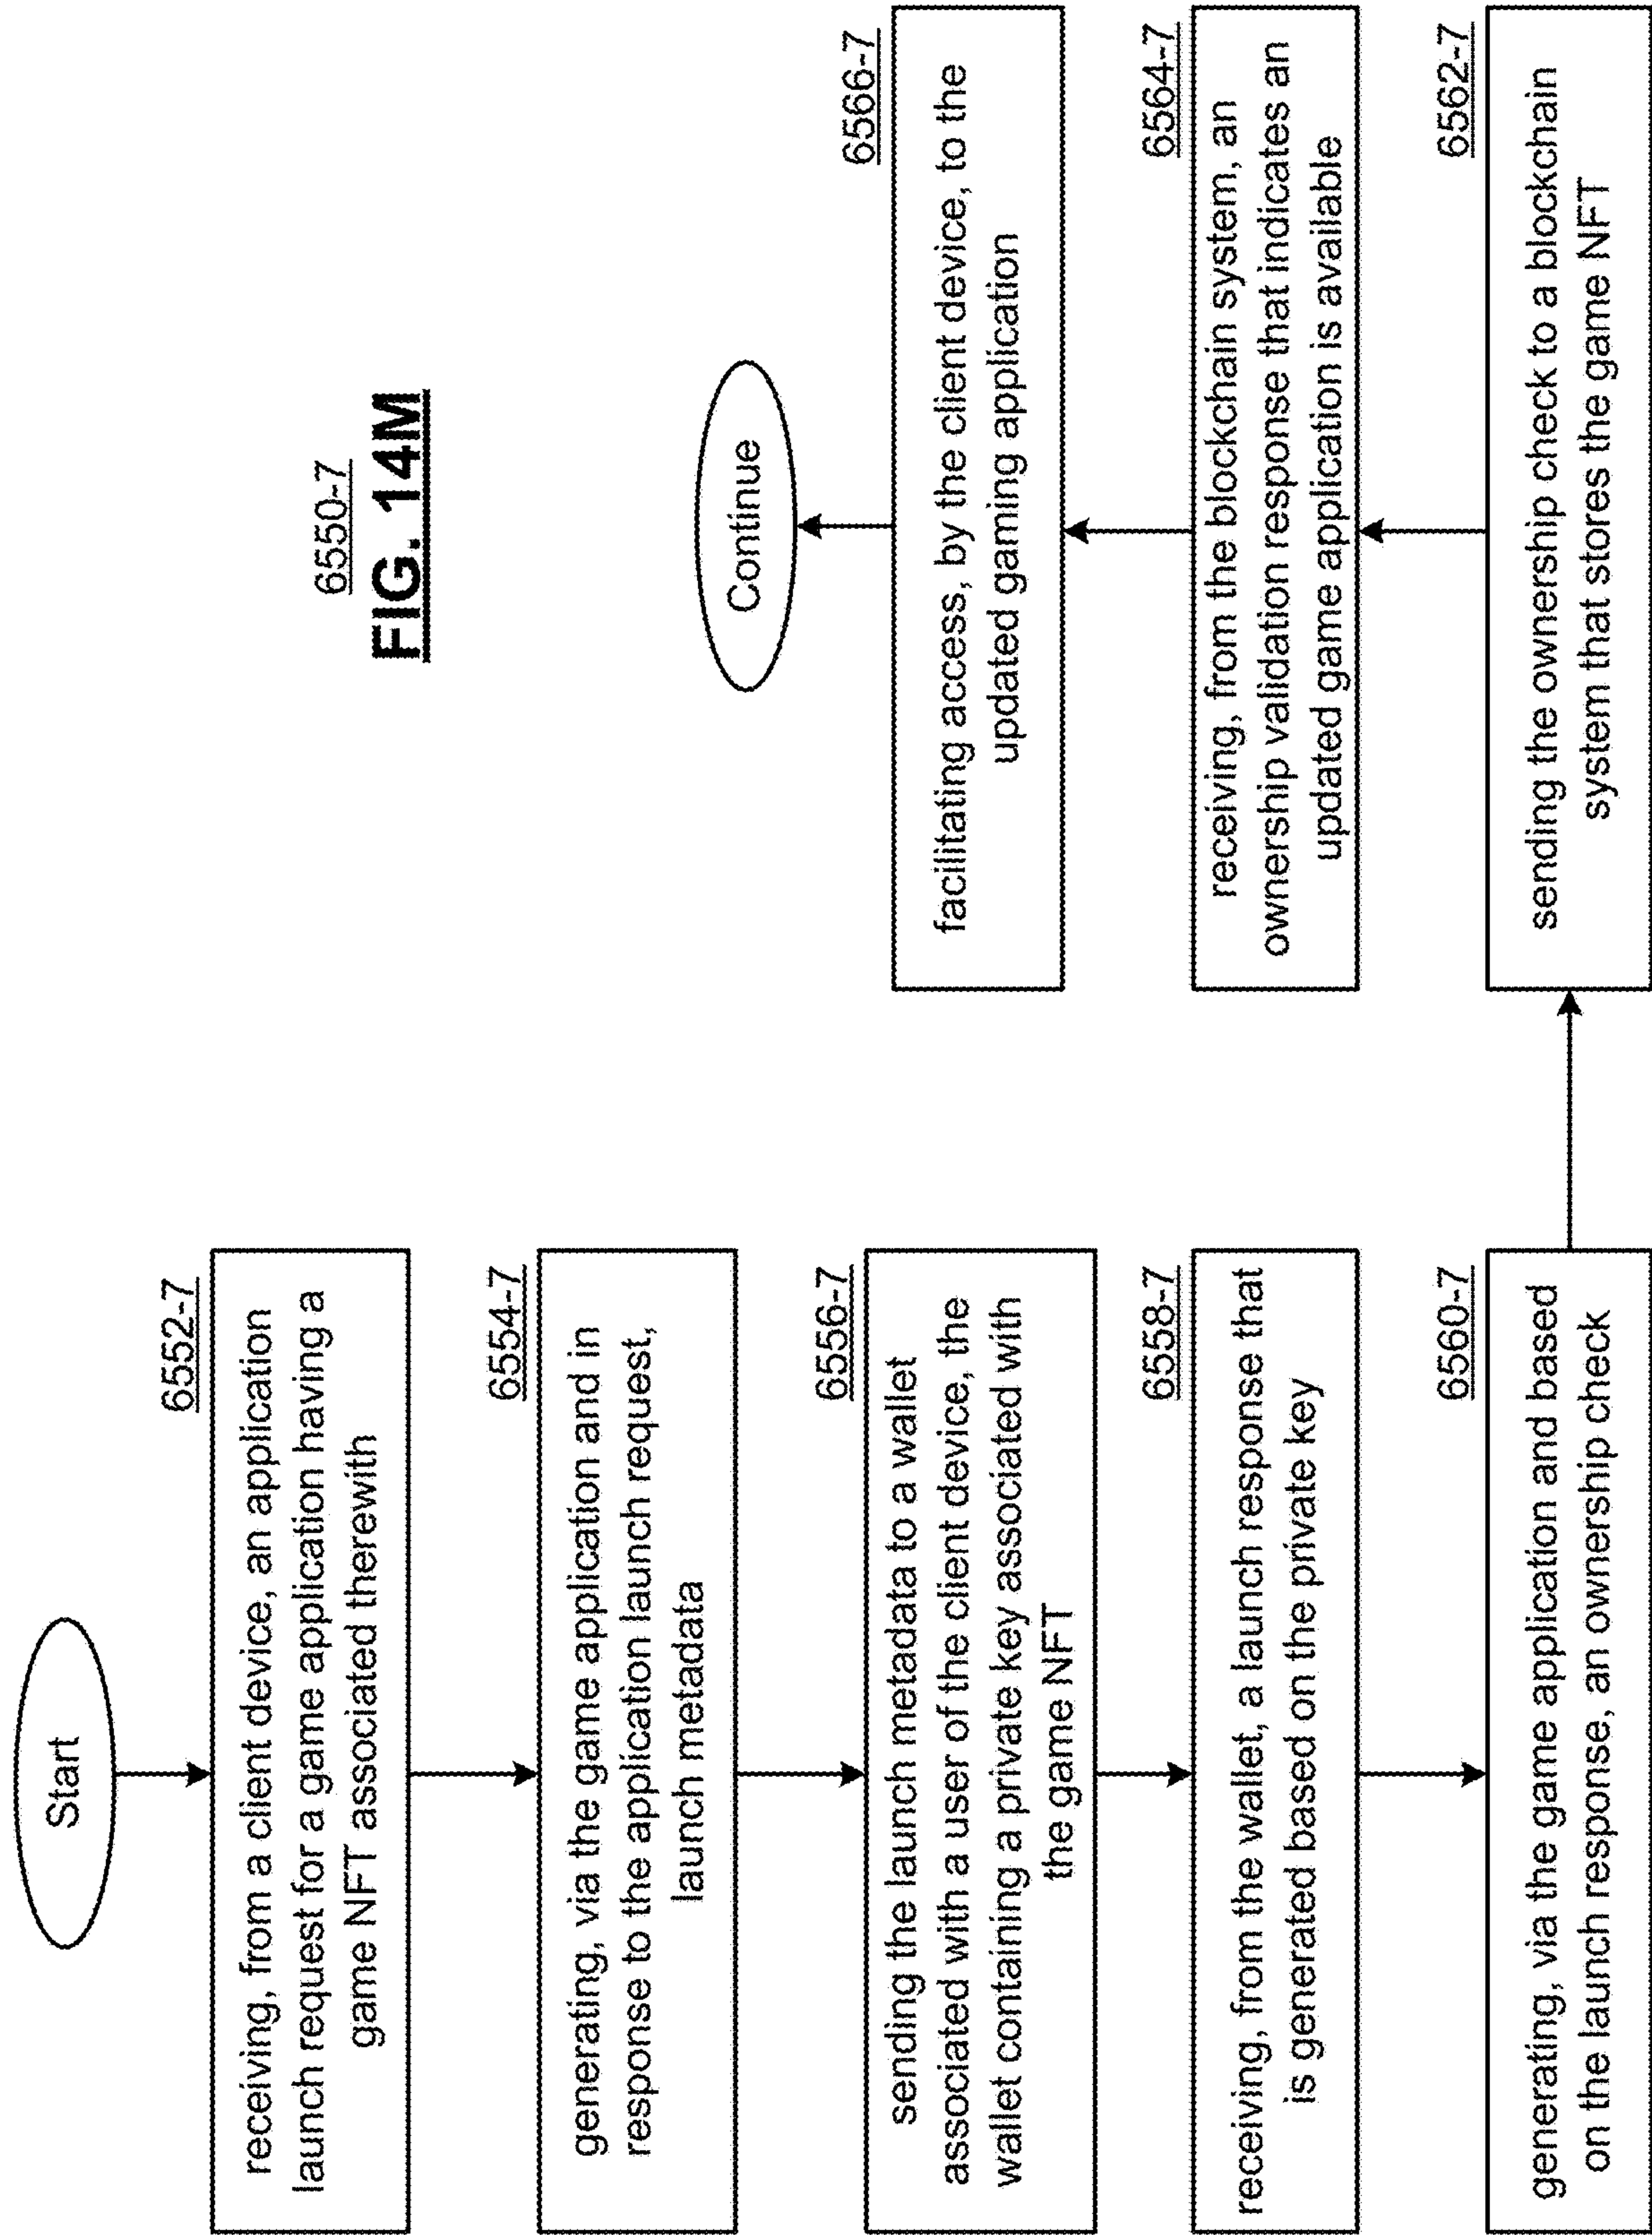 6550-7
FIG. 14M
Start
6552-7
receiving, from a client device, an application
launch request for a game application having a
game NFT associated therewith
6554-7
generating, via the game application and in
response to the application launch request,
launch metadata
6556-7
sending the launch metadata to a wallet
associated with a user of the client device, the
wallet containing a private key associated with
the game NFT
6558-7
receiving, from the wallet, a launch response that
is generated based on the private key
6560-7
generating, via the game application and based
on the launch response, an ownership check
6562-7
sending the ownership check to a blockchain
system that stores the game NFT
6564-7
receiving, from the blockchain system, an
ownership validation response that indicates an
updated game application is available
6566-7
facilitating access, by the client device, to the
updated gaming application
Continue